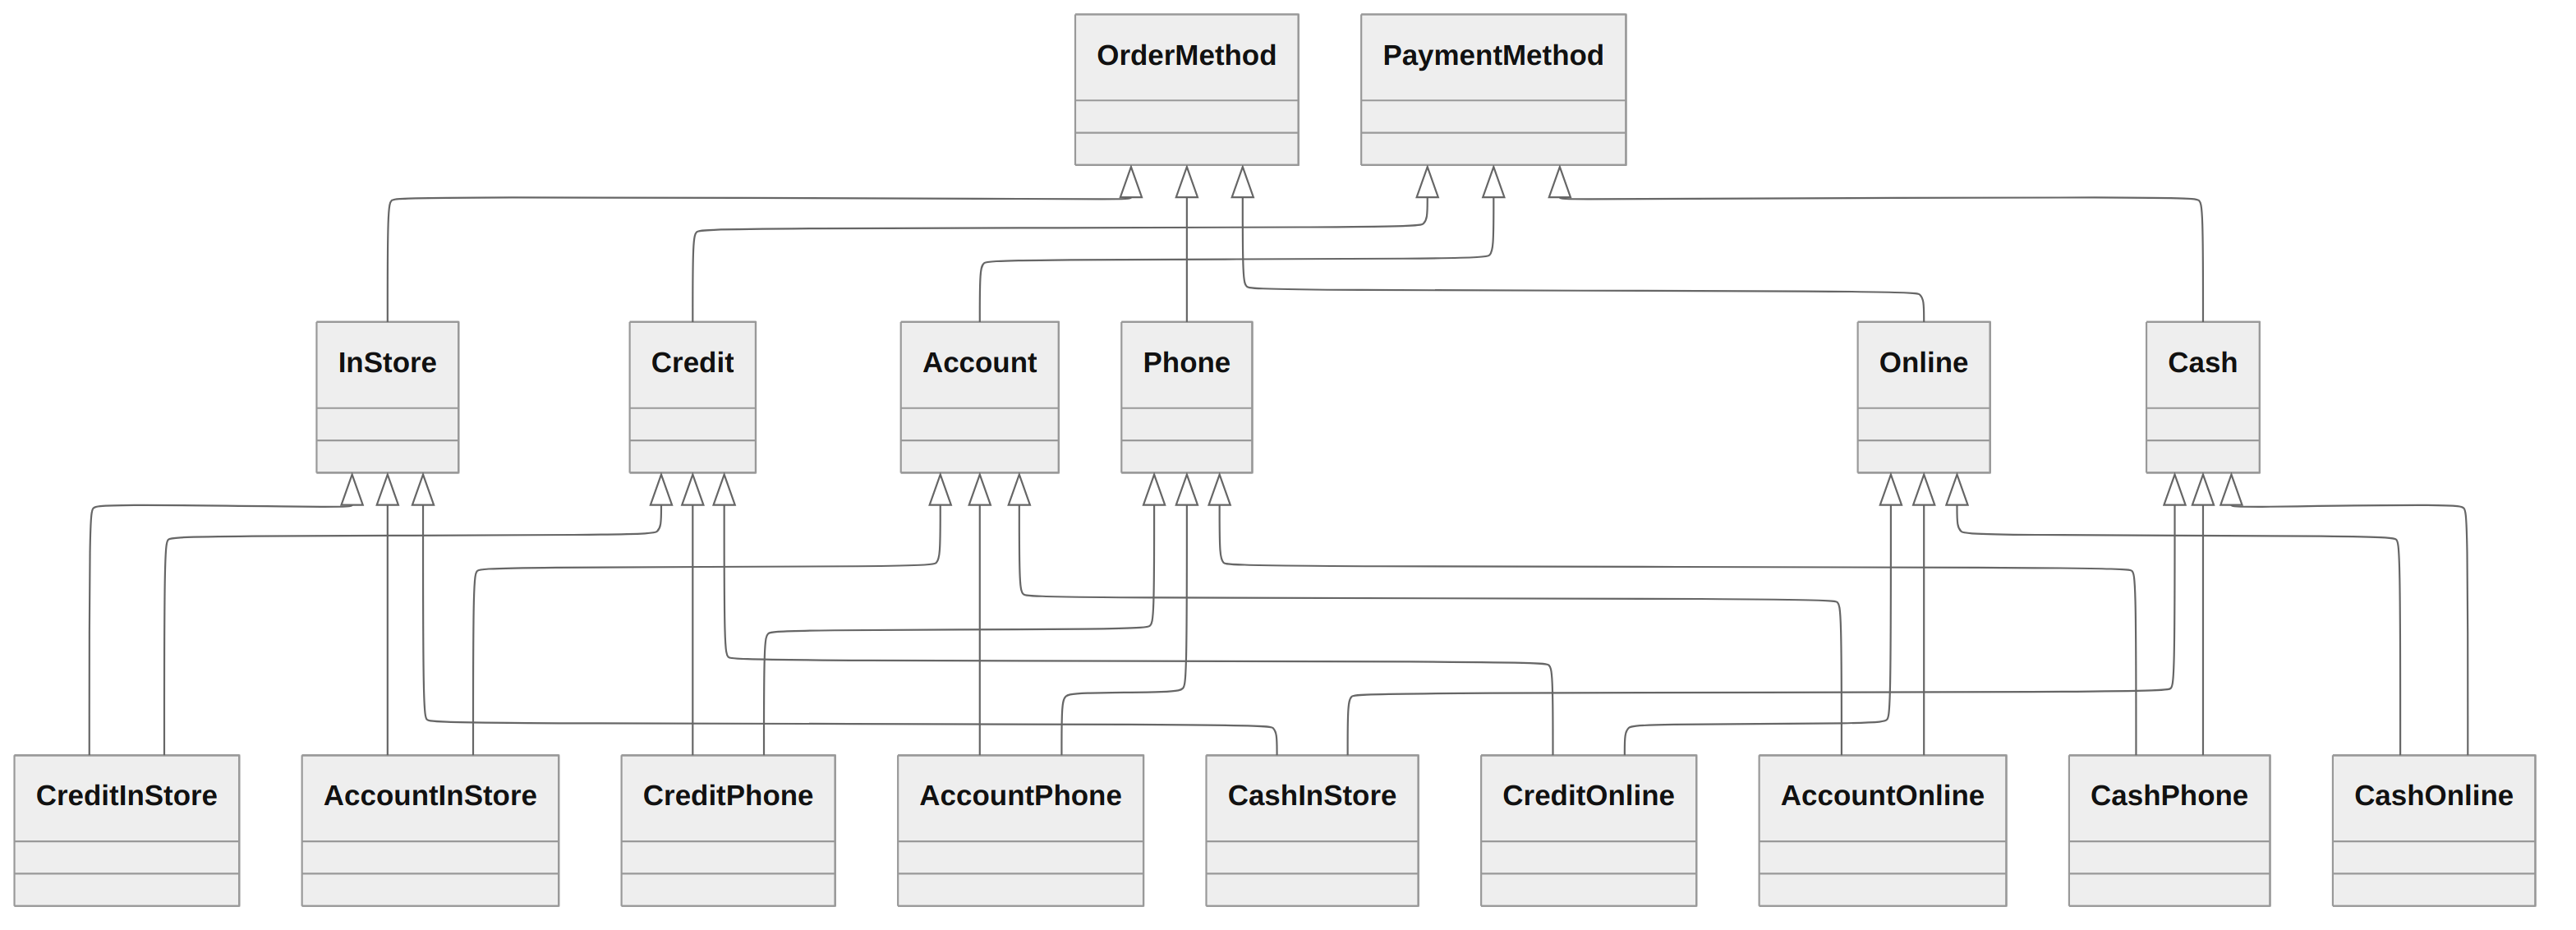 OrderMethod
PaymentMethod
InStore
Credit
Account
Phone
Online
Cash
CreditInStore
AccountInStore
CreditPhone
AccountPhone
CashInStore
CreditOnline
AccountOnline
CashPhone
CashOnline